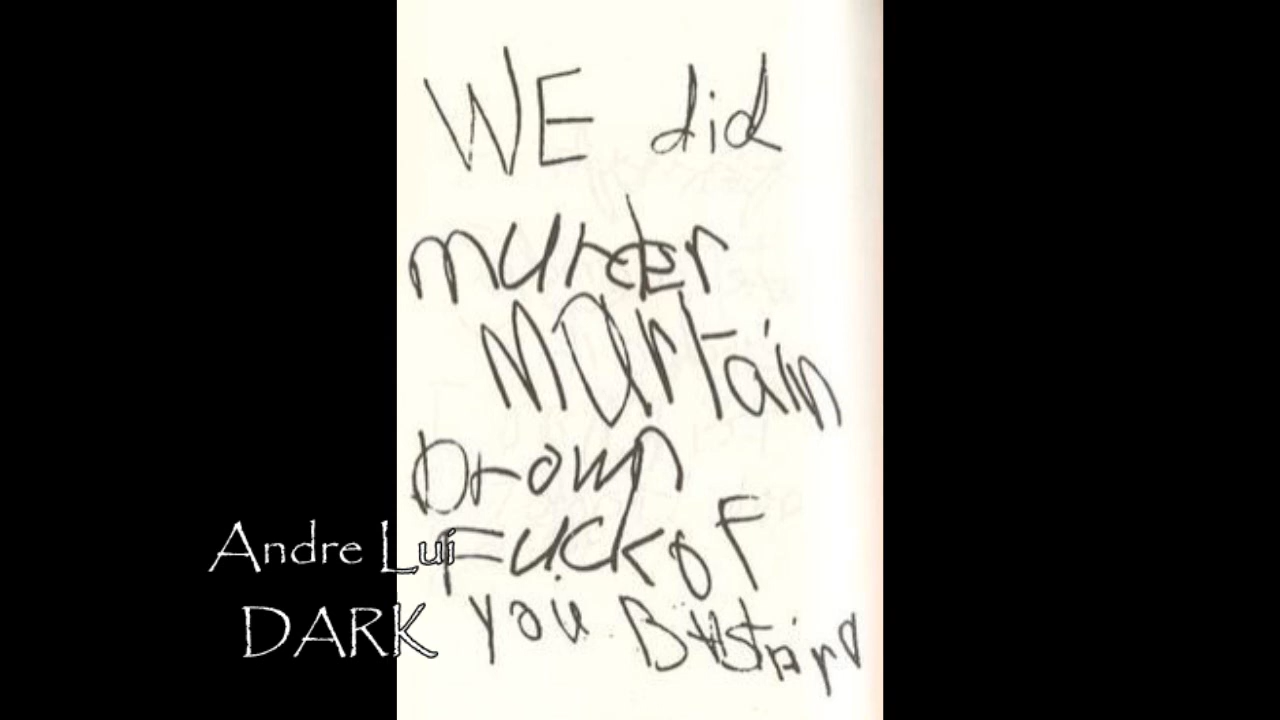 WE did
murder
martain
brown
Fuckof
you Bastard
Andre Lui
DARK